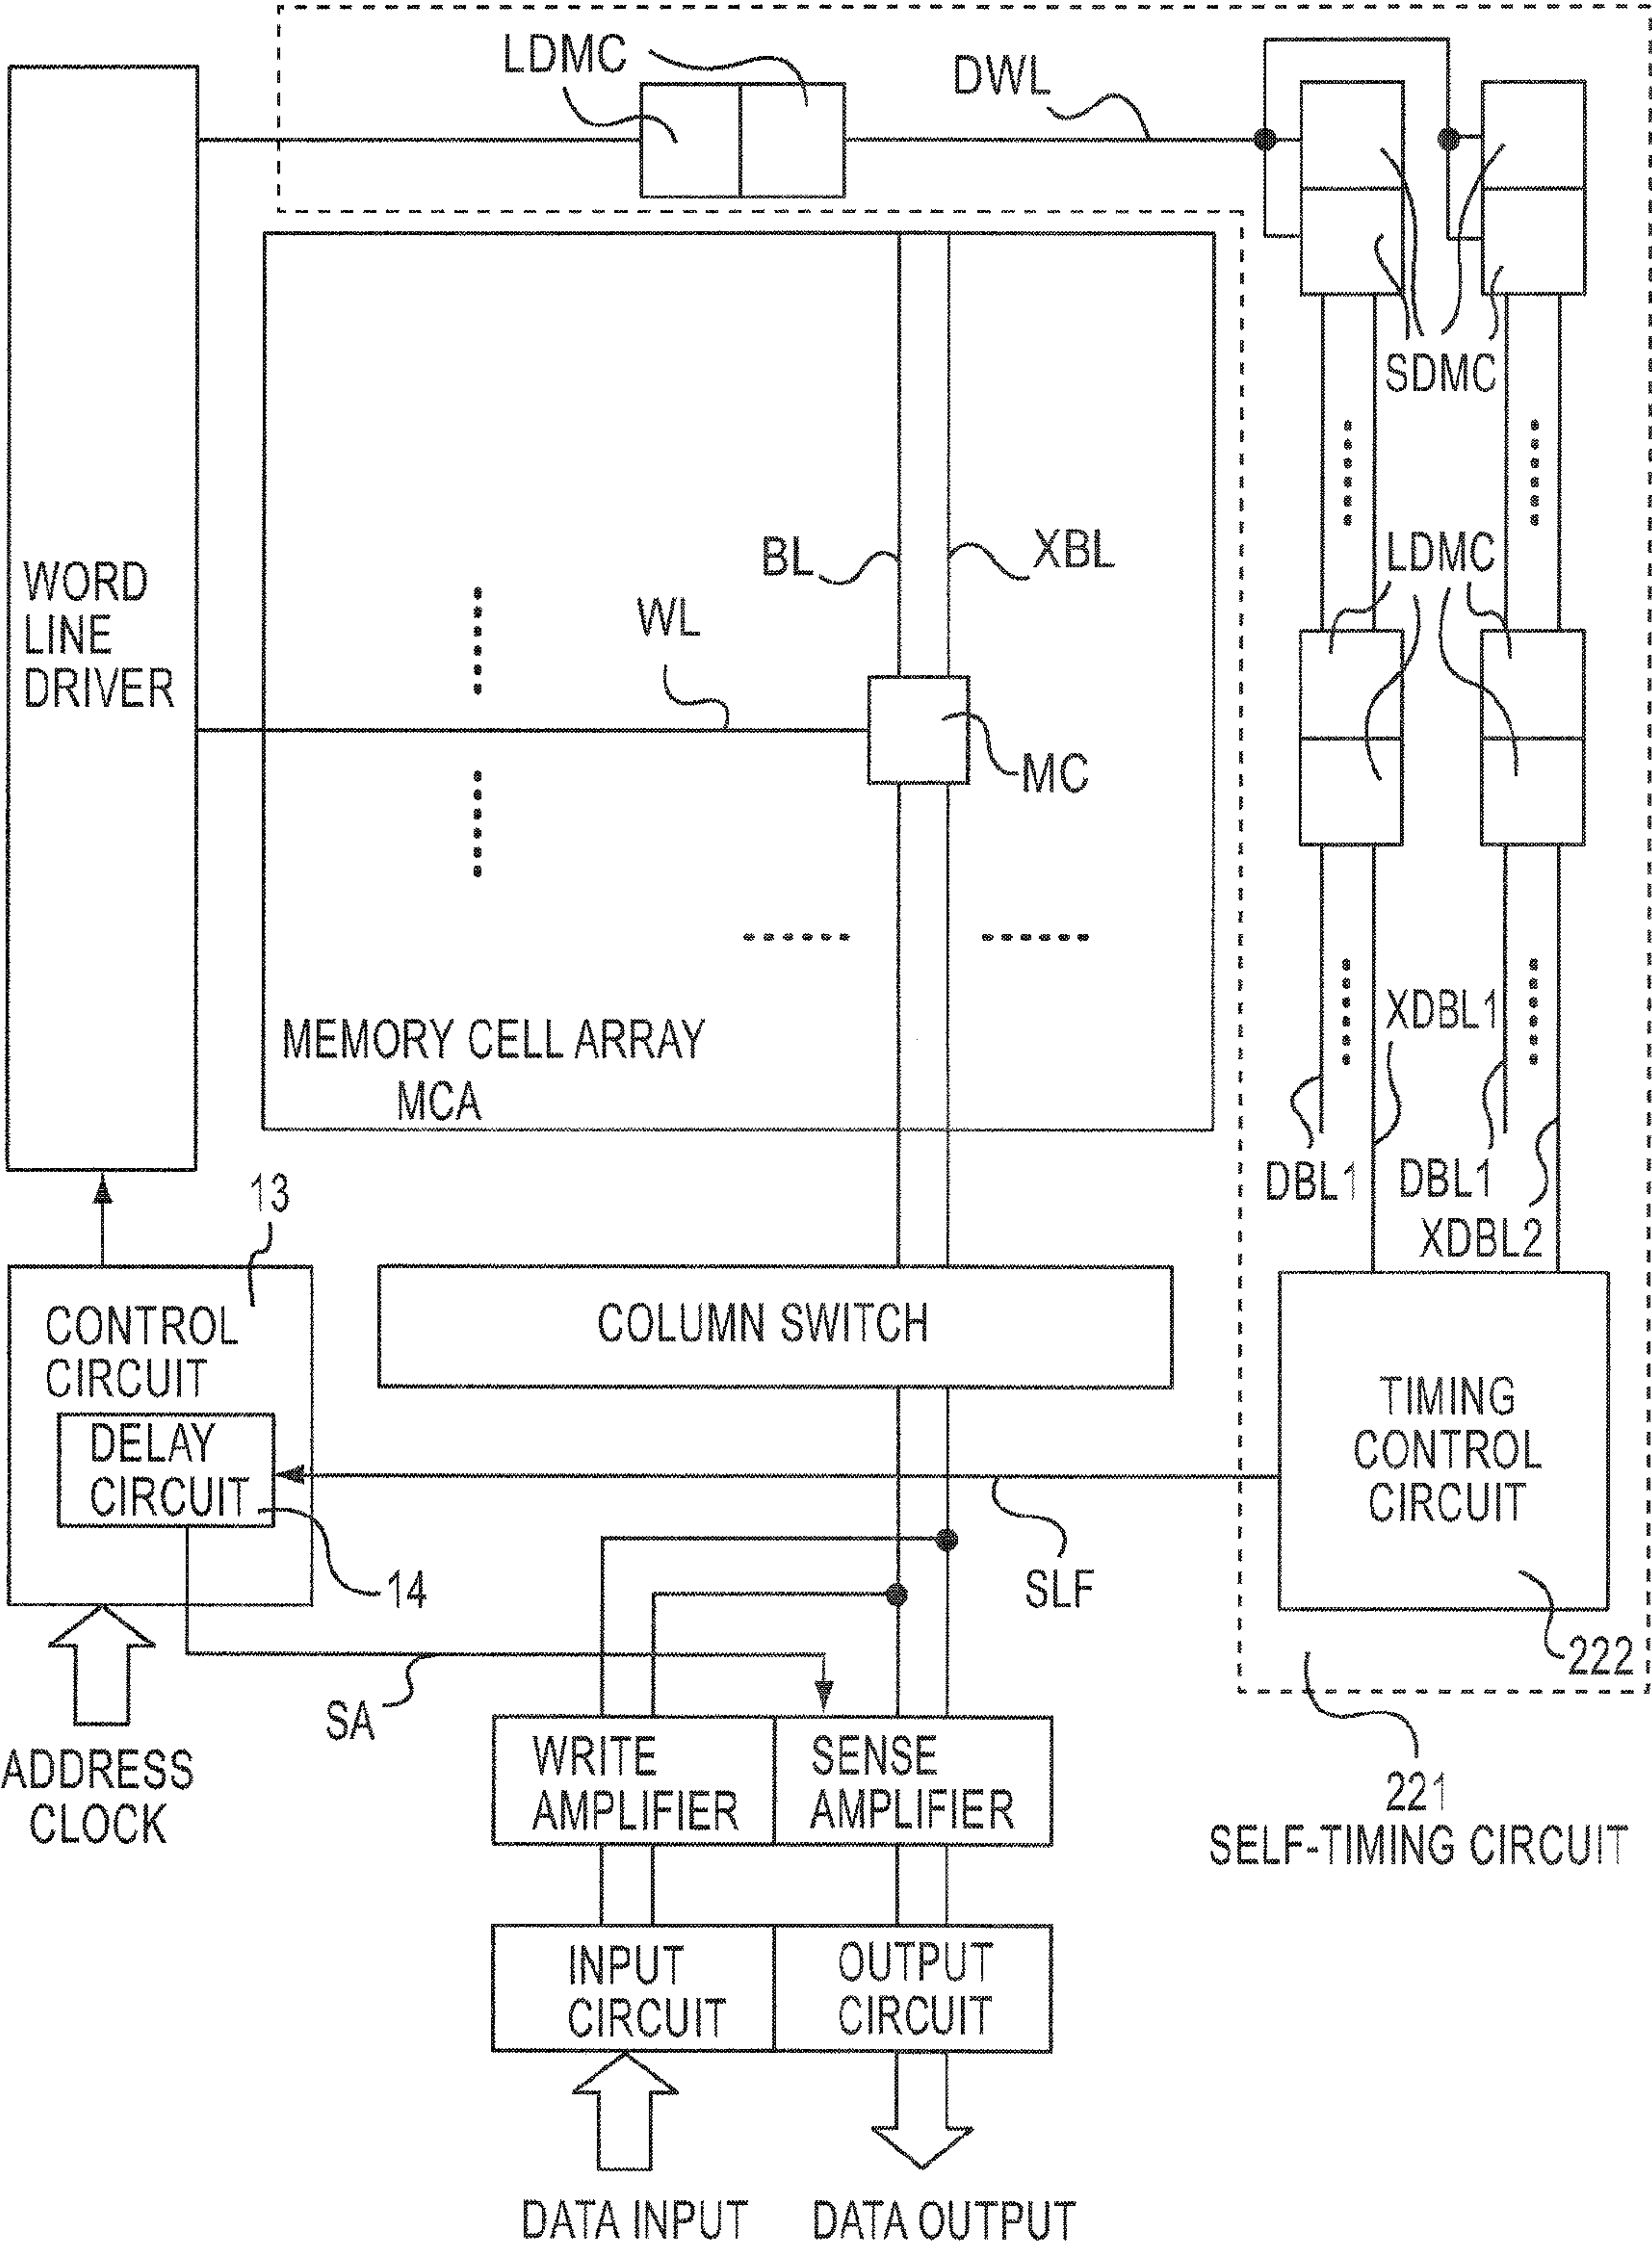 LDMC
DWL
SDMC
LDMC
BL
XBL
WL
MC
WORD
LINE
DRIVER
MEMORY CELL ARRAY
MCA
XDBL1
DBL1
DBL1
XDBL2
13
CONTROL
CIRCUIT
DELAY
CIRCUIT
14
COLUMN SWITCH
TIMING
CONTROL
CIRCUIT
SLF
222
SA
ADDRESS
CLOCK
WRITE
AMPLIFIER
SENSE
AMPLIFIER
221
SELF-TIMING CIRCUIT
INPUT
CIRCUIT
OUTPUT
CIRCUIT
DATA INPUT
DATA OUTPUT